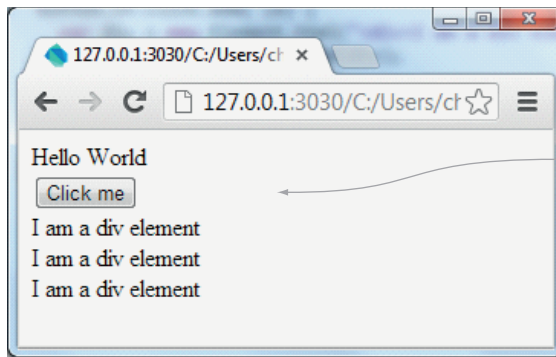 127.0.0.1:3030/C:/Users/ch
127.0.0.1:3030/C:/Users/ch
Hello World
Click me
I am a div element
I am a div element
I am a div element